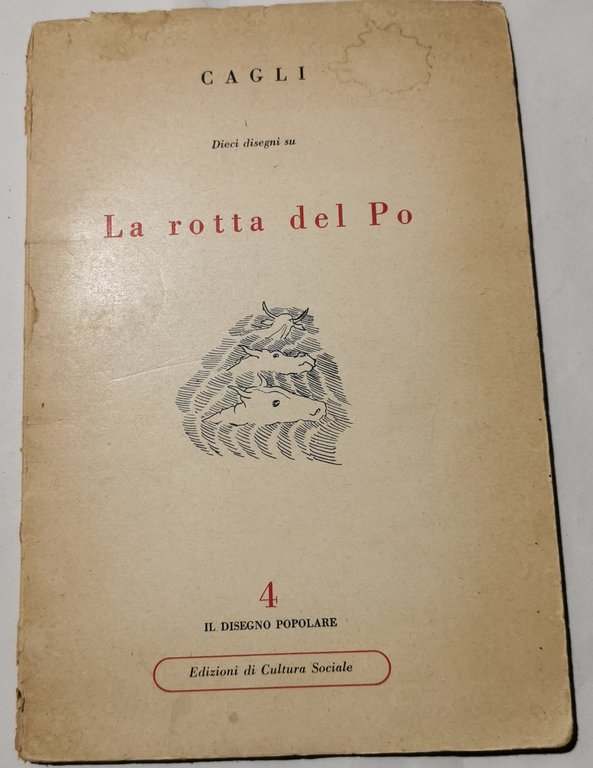 CAGLI
Dieci disegni su
La rotta del Po
4
IL DISEGNO POPOLARE
Edizioni di Cultura Sociale